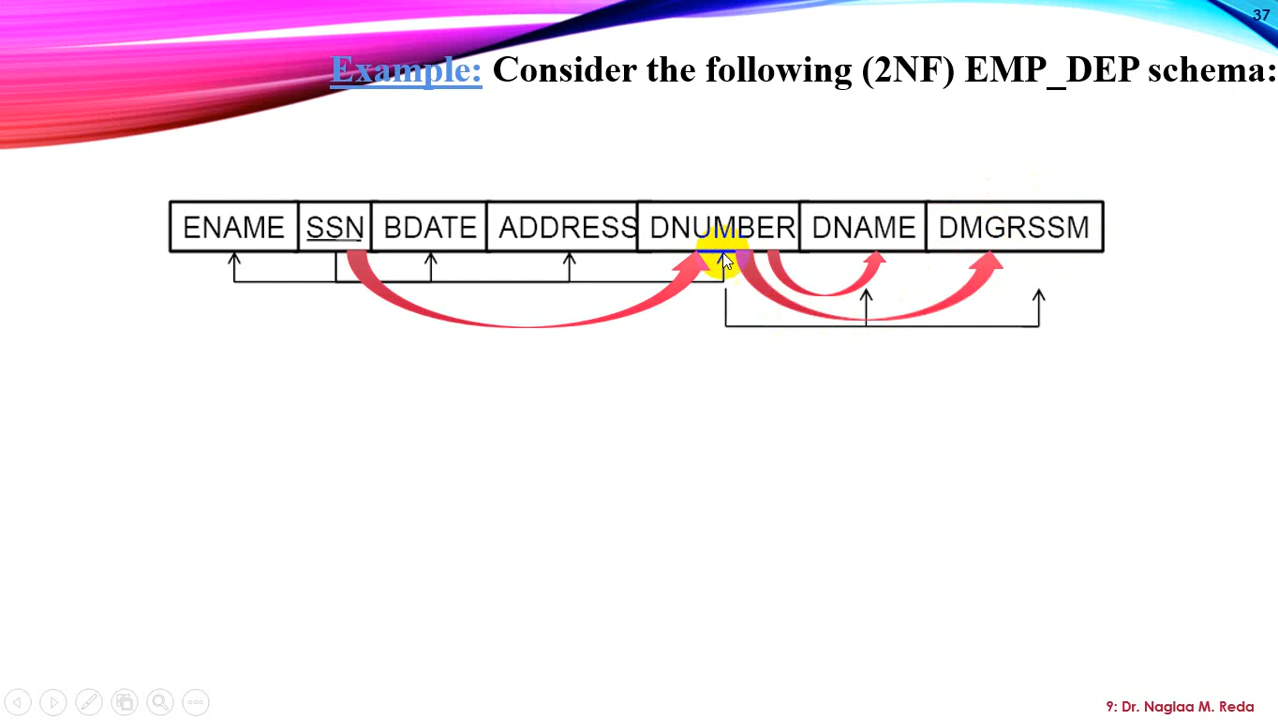 37
Example: Consider the following (2NF) EMP_DEP schema:
ENAME SSN BDATE ADDRESS DNUMBER DNAME DMGRSSM
9: Dr. Naglaa M. Reda